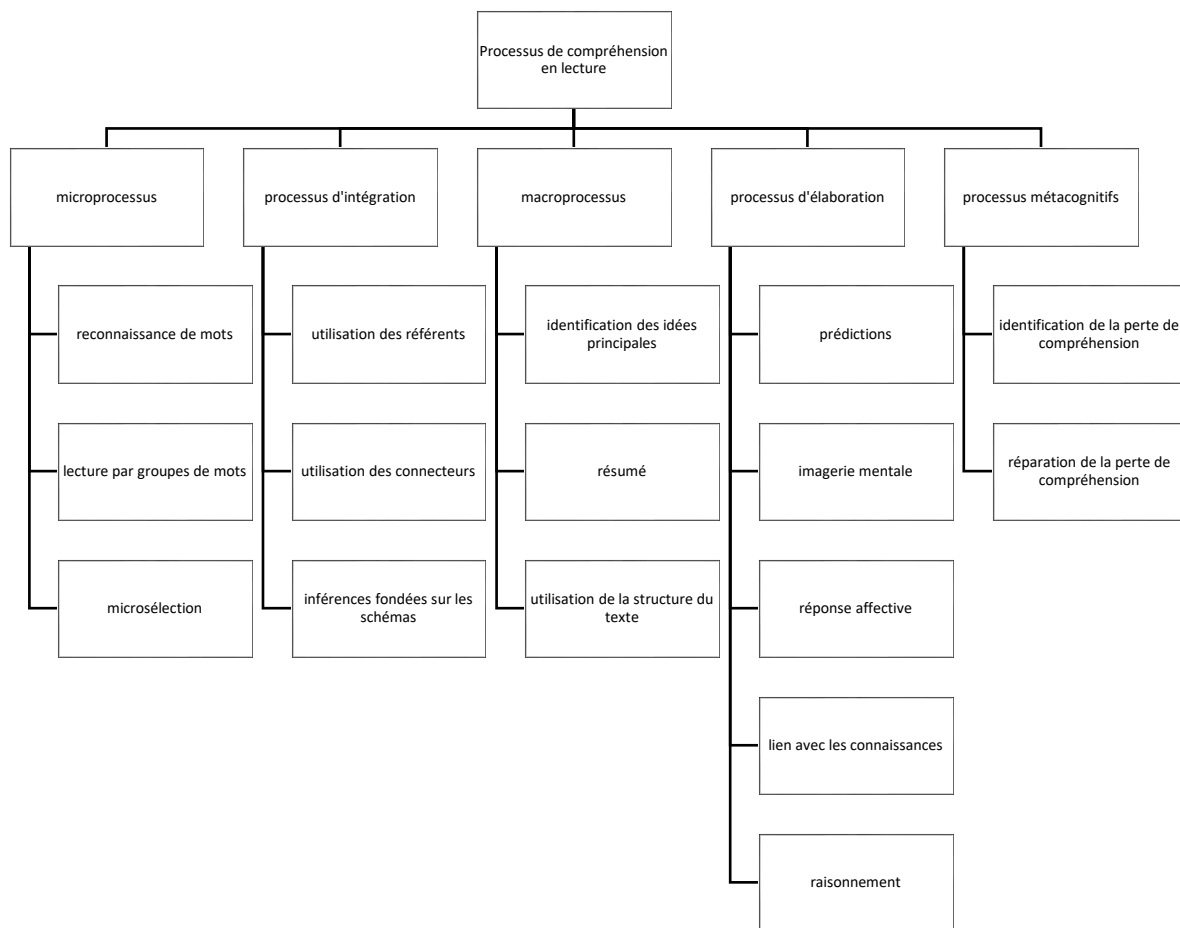 Processus de compréhension
en lecture
microprocessus
processus d'intégration
macroprocessus
processus d'élaboration
processus métacognitifs
reconnaissance de mots
utilisation des référents
identification des idées
principales
prédictions
identification de la perte de
compréhension
lecture par groupes de mots
utilisation des connecteurs
résumé
imagerie mentale
réparation de la perte de
compréhension
microsélection
inférences fondées sur les
schémas
utilisation de la structure du
texte
réponse affective
lien avec les connaissances
raisonnement